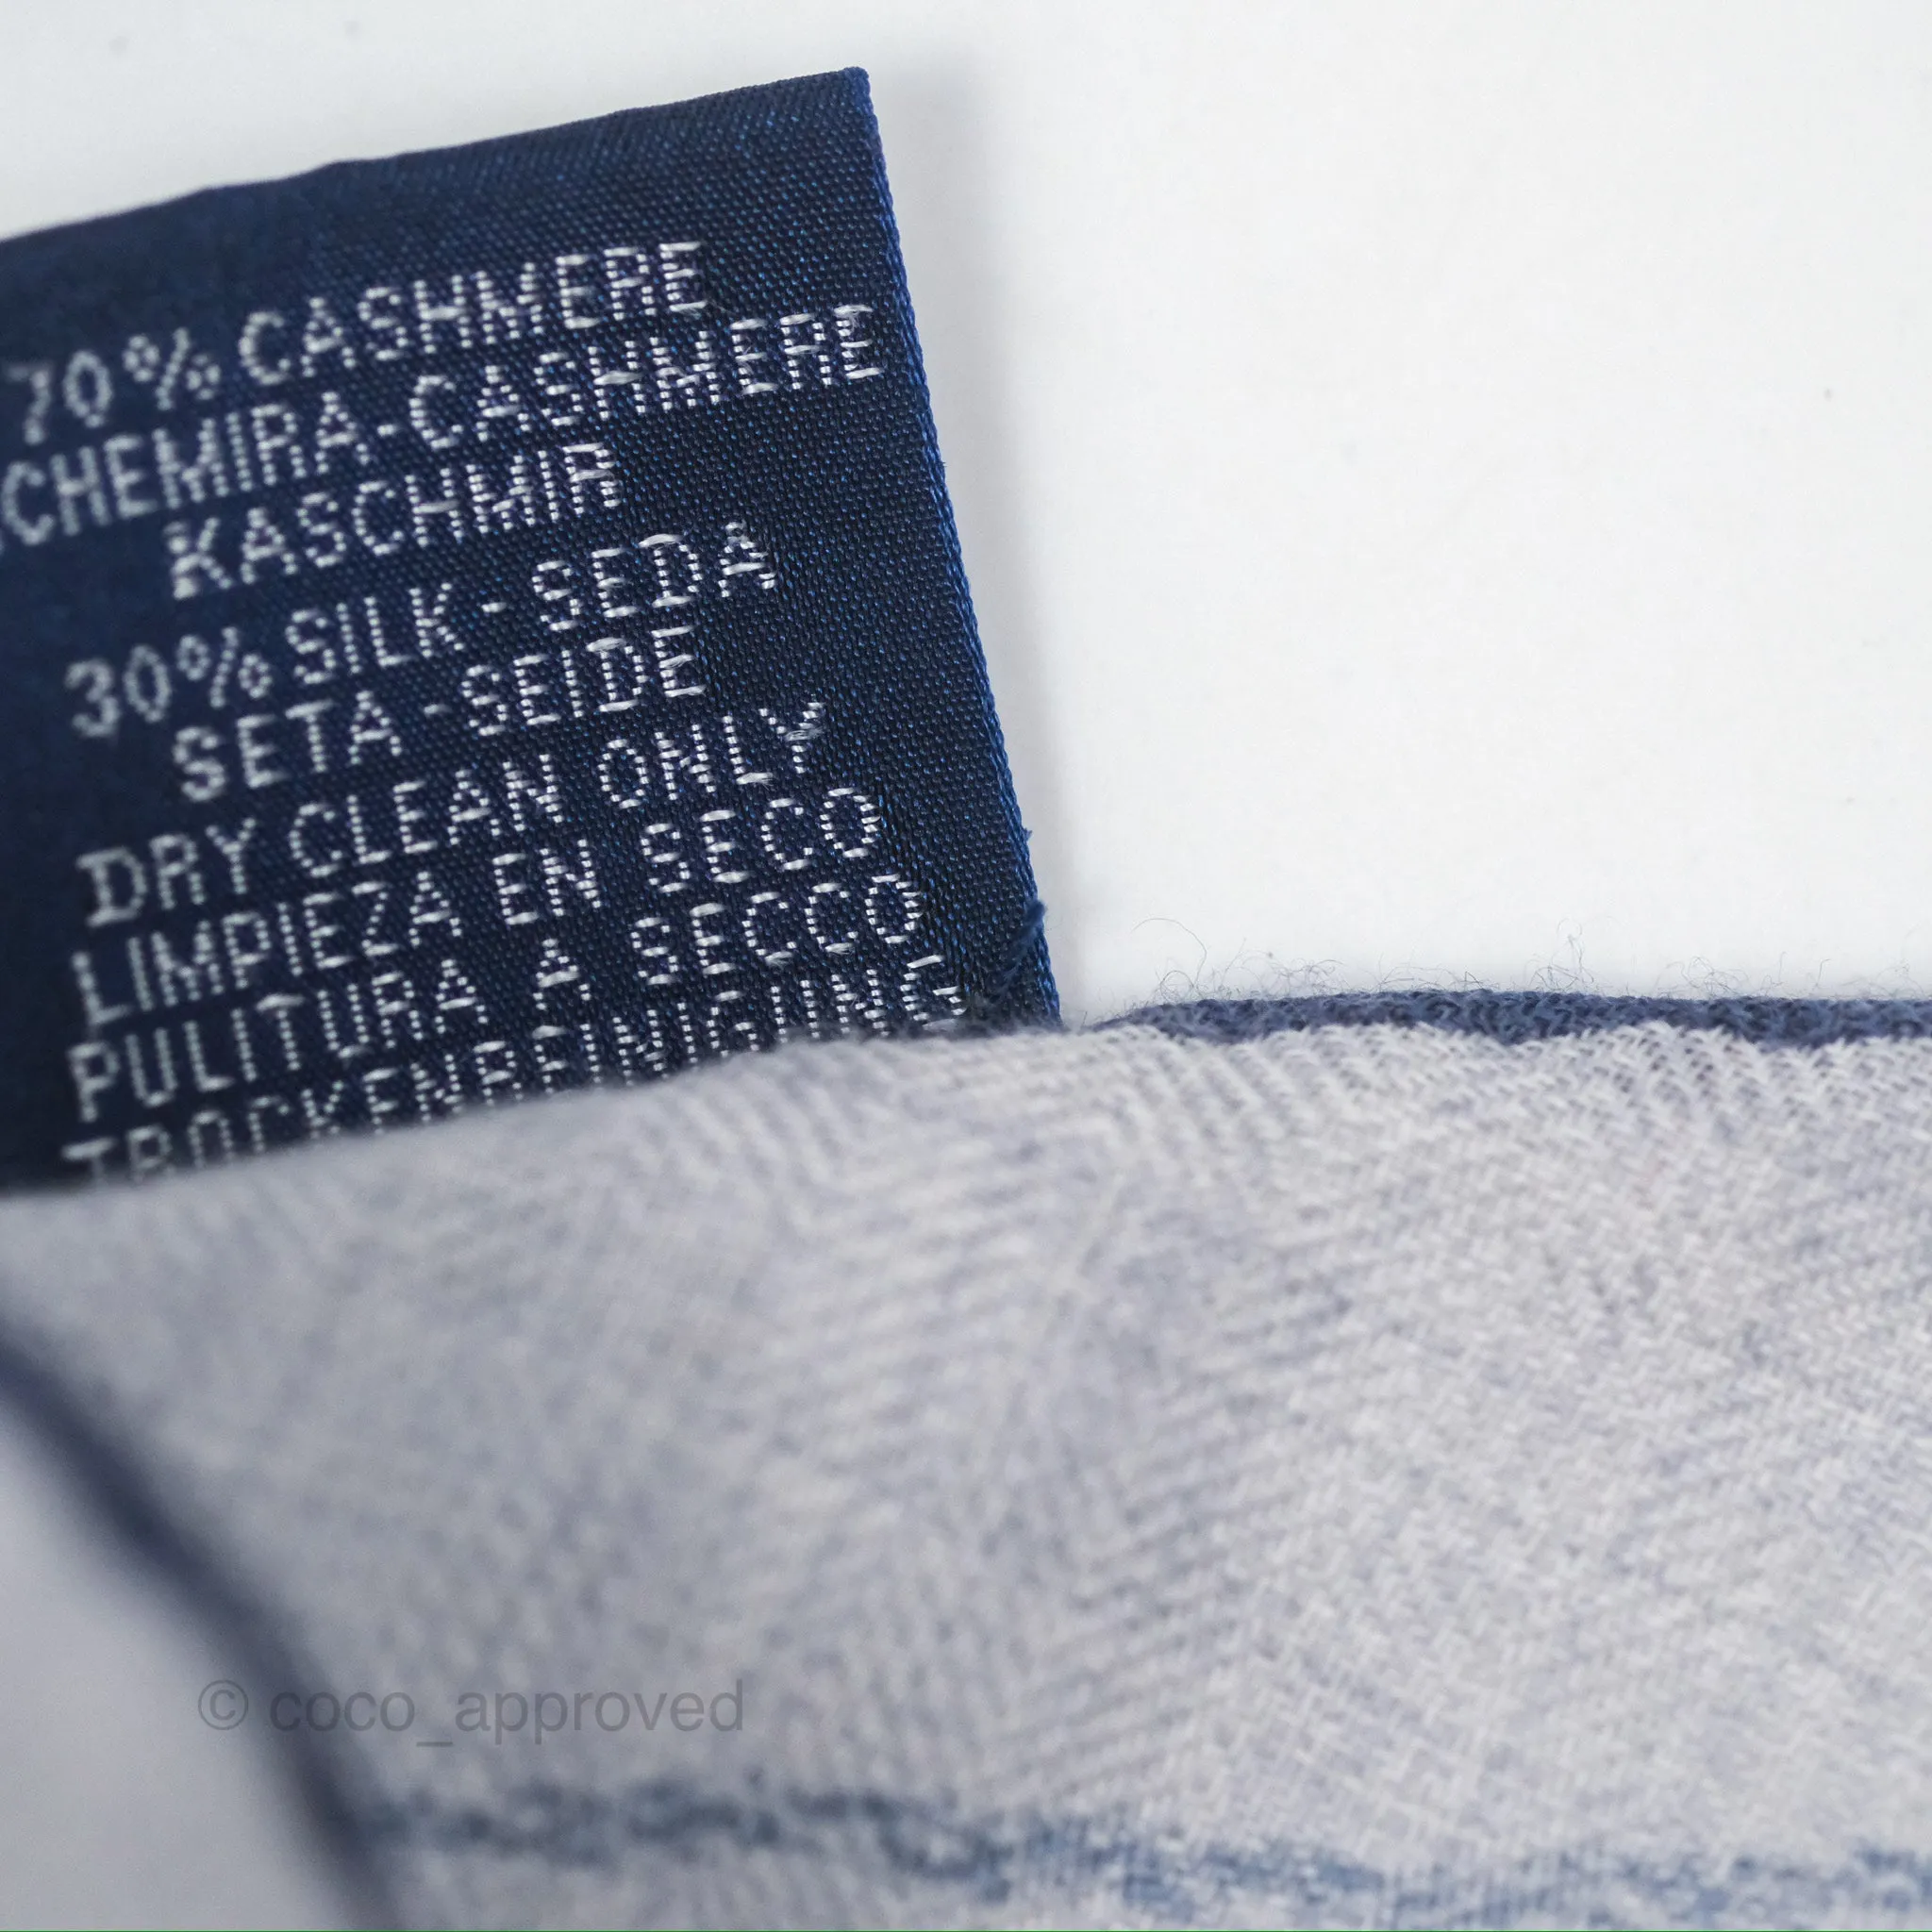 70% CASHMERE
CHEMIRA-CASHMERE
KASCHMIR
30% SILK - SEDA
SETA - SEIDE
DRY CLEAN ONLY
LIMPIEZA EN SECO
PULITURA A SECCO
TROCKENREINIGUNG
© coco_approved